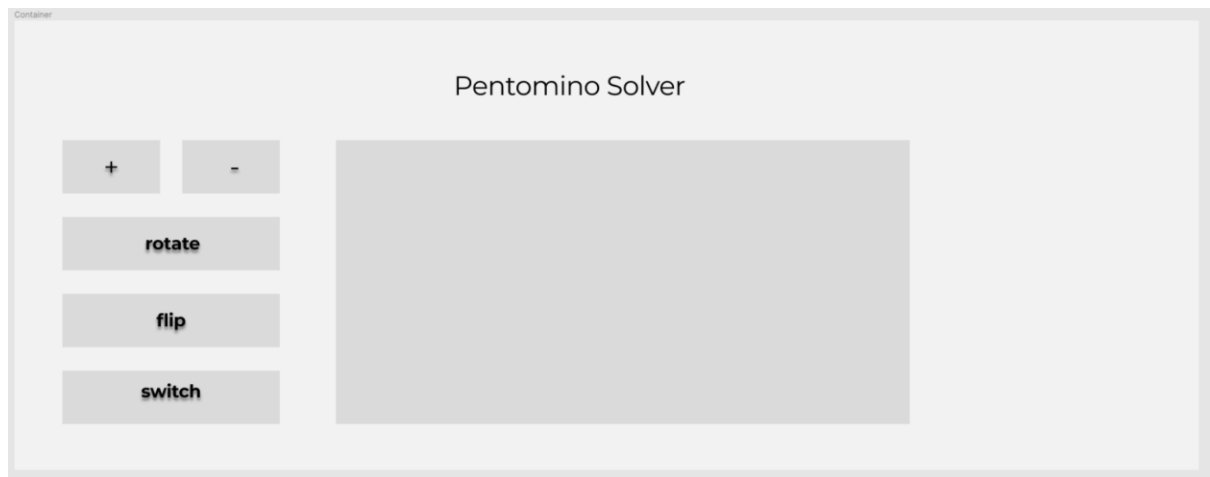 Container
Pentomino Solver
+ -
rotate
flip
switch